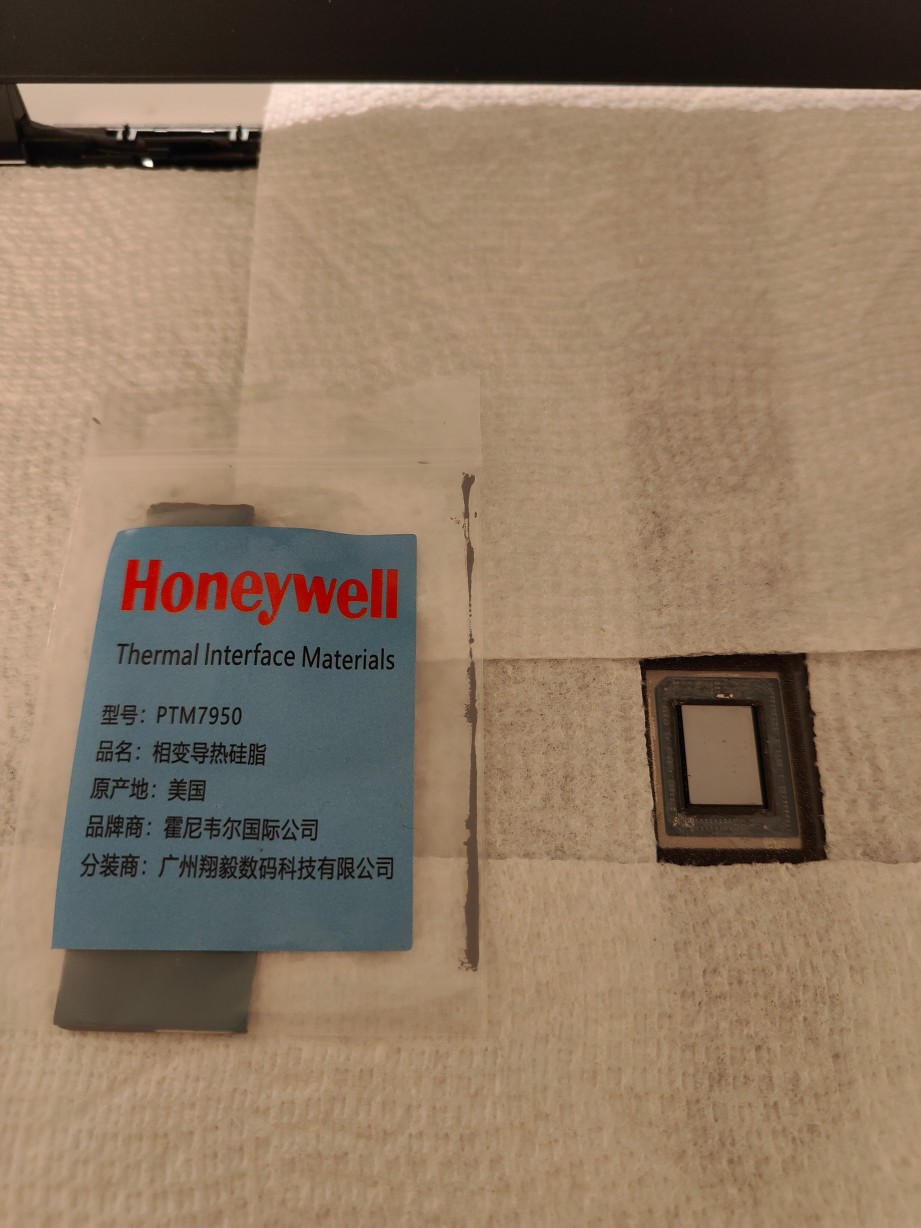 Honeywell
Thermal Interface Materials
型号：PTM7950
品名：相变导热硅脂
原产地：美国
品牌商：霍尼韦尔国际公司
分装商：广州翔毅数码科技有限公司